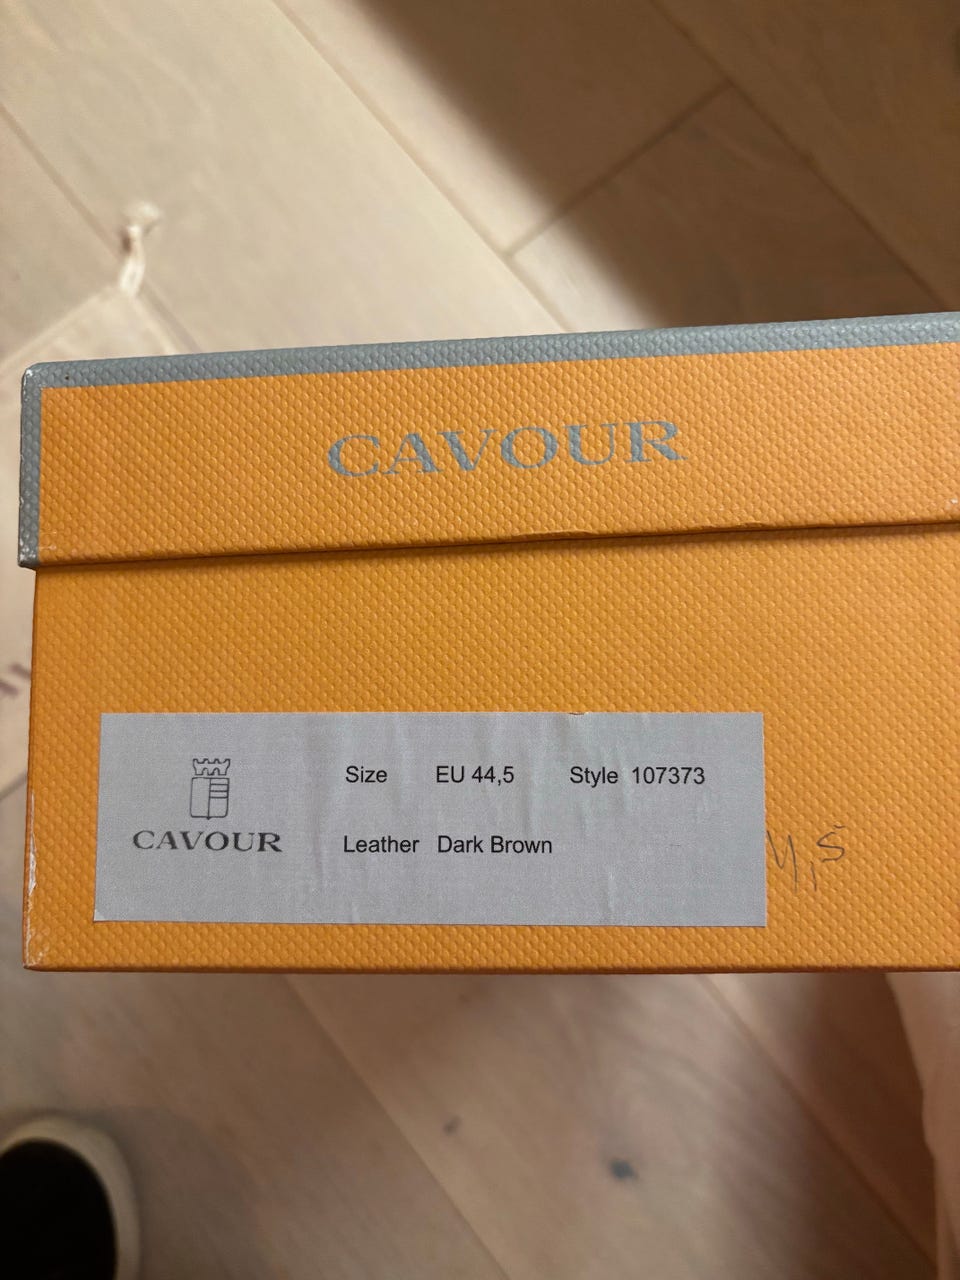 CAVOUR
Size EU 44,5 Style 107373
CAVOUR
Leather Dark Brown